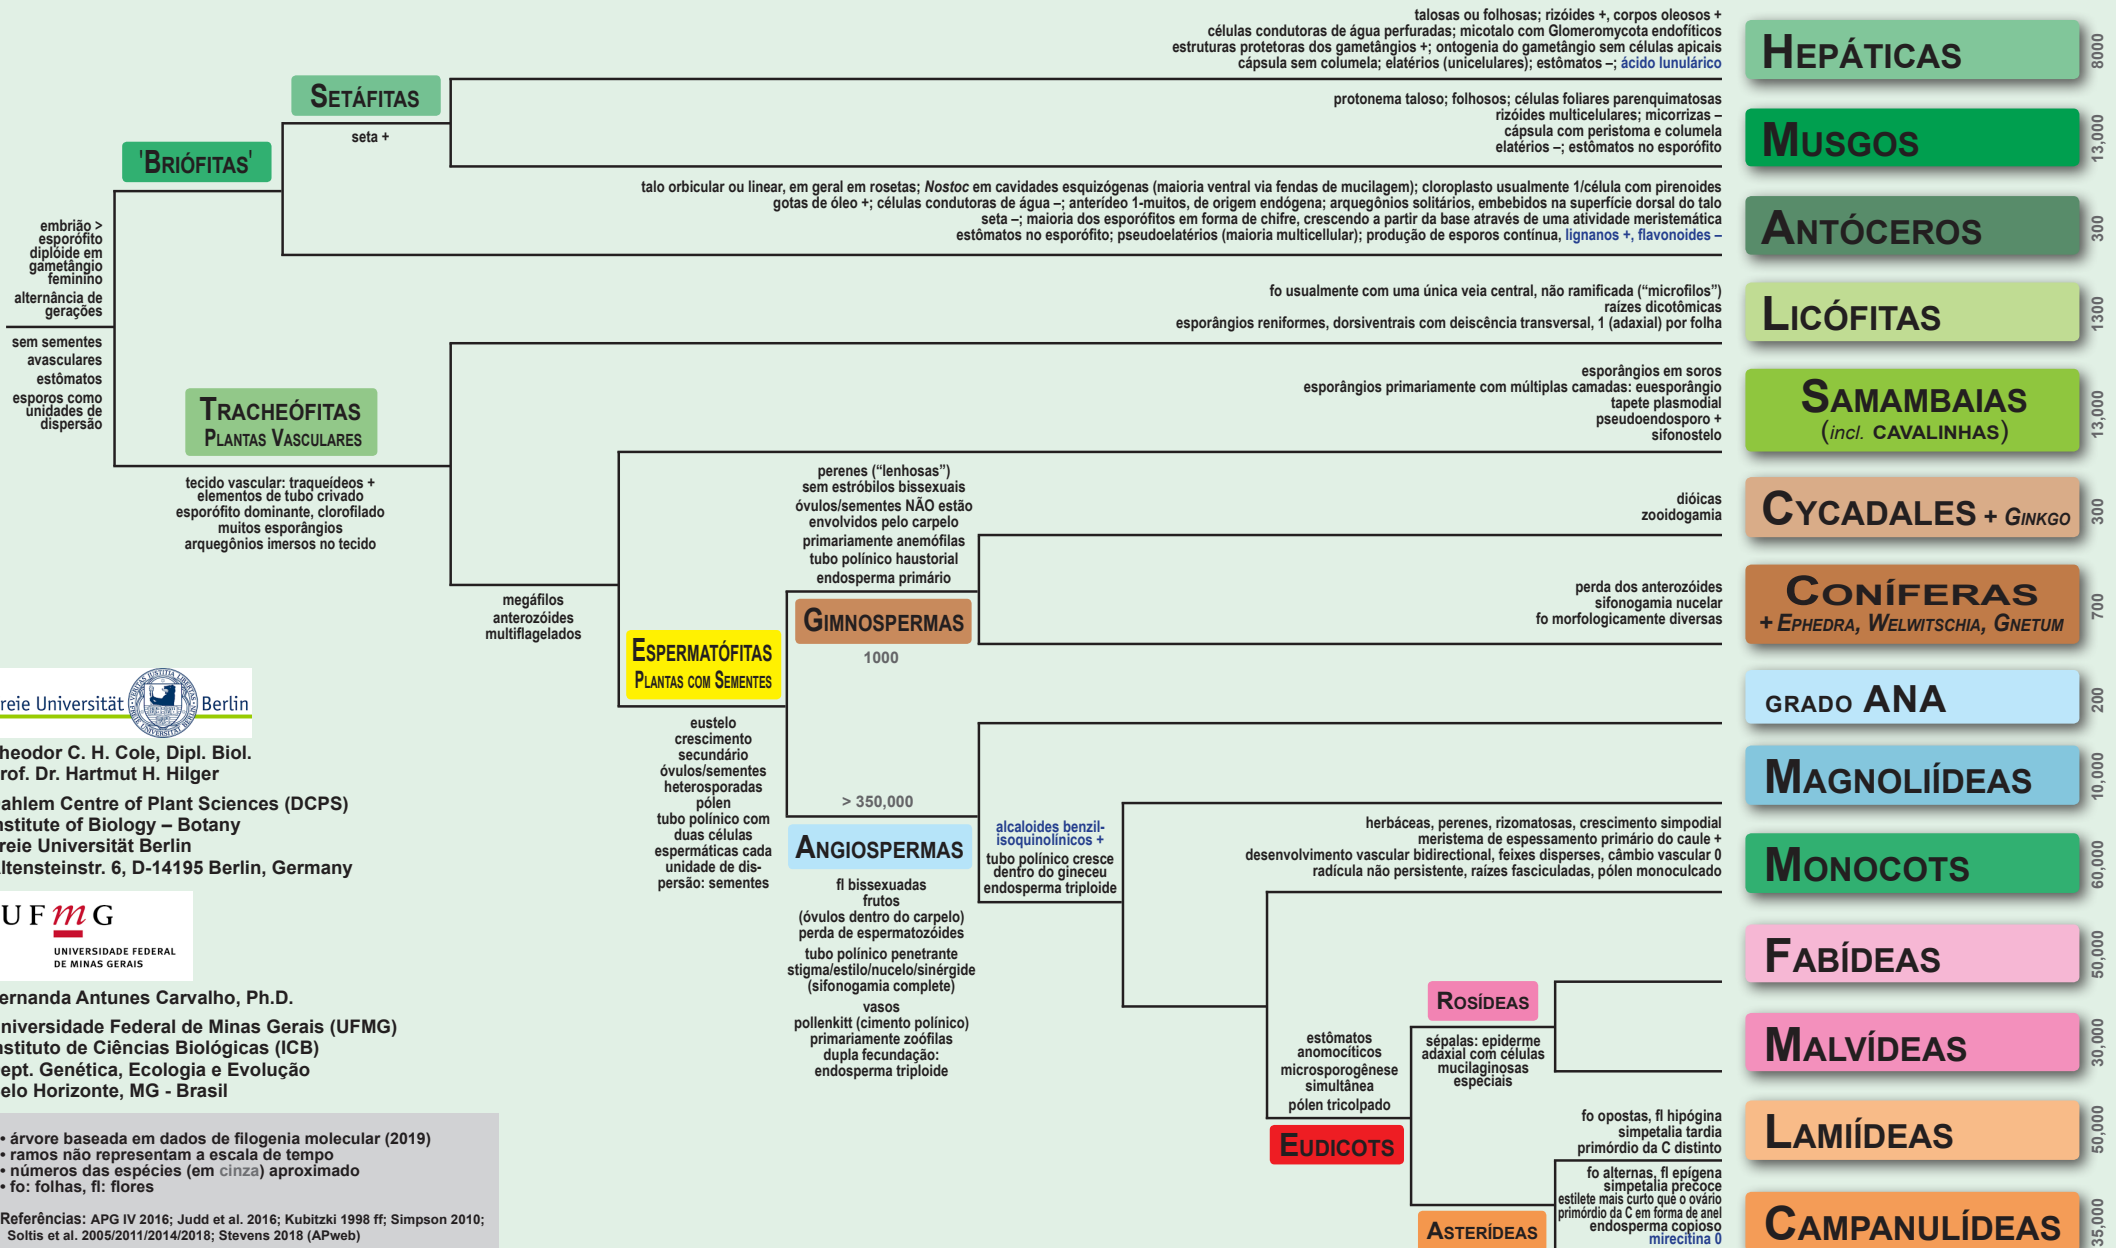 talosas ou folhosas; rizóides +, corpos oleosos +
células condutoras de água perfuradas; micotalo com Glomeromycota endofíticos
estruturas protetoras dos gametângios +; ontogenia do gametângio sem células apicais
cápsula sem columela; elatérios (unicelulares); estômatos –; ácido lunulárico
HEPÁTICAS
8000
SETÁFITAS
seta +
protonema taloso; folhosos; células foliares parenquimatosas
rizóides multicelulares; micorrizas –
cápsula com peristoma e columela
elatérios –; estômatos no esporófito
MUSGOS
13,000
'BRIÓFITAS'
talo orbicular ou linear, em geral em rosetas; Nostoc em cavidades esquizógenas (maioria ventral via fendas de mucilagem); cloroplasto usualmente 1/célula com pirenoides
gotas de óleo +; células condutoras de água –; anterídeo 1-muitos, de origem endógena; arquegônios solitários, embebidos na superfície dorsal do talo
seta –; maioria dos esporófitos em forma de chifre, crescendo a partir da base através de uma atividade meristemática
estômatos no esporófito; pseudoelatérios (maioria multicellular); produção de esporos contínua, lignanos +, flavonoides –
ANTÓCEROS
300
embrião >
esporófito
diplóide em
gametângio
feminino
alternância de
gerações
sem sementes
avasculares
estômatos
esporos como
unidades de
dispersão
fo usualmente com uma única veia central, não ramificada (“microfilos”)
raízes dicotômicas
esporângios reniformes, dorsiventrais com deiscência transversal, 1 (adaxial) por folha
LICÓFITAS
1300
TRACHEÓFITAS
PLANTAS VASCULARES
tecido vascular: traqueídeos +
elementos de tubo crivado
esporófito dominante, clorofilado
muitos esporângios
arquegônios imersos no tecido
esporângios em soros
esporângios primariamente com múltiplas camadas: euesporângio
tapete plasmodial
pseudoendosporo +
sifonostelo
SAMAMBAIAS
(incl. CAVALINHAS)
13,000
megáfilos
anterozóides
multiflagelados
perenes (“lenhosas”)
sem estróbilos bissexuais
óvulos/sementes NÃO estão
envolvidos pelo carpelo
primariamente anemófilas
tubo polínico haustorial
endosperma primário
GIMNOSPERMAS
1000
dióicas
zooidogamia
CYCADALES + GINKGO
300
perda dos anterozóides
sifonogamia nucelar
fo morfologicamente diversas
CONÍFERAS
+ EPHEDRA, WELWITSCHIA, GNETUM
700
ESPERMATÓFITAS
PLANTAS COM SEMENTES
eustelo
crescimento
secundário
óvulos/sementes
heterosporadas
pólen
tubo polínico com
duas células
espermáticas cada
unidade de dis-
persão: sementes
GRADO ANA
200
> 350,000
ANGIOSPERMAS
fl bissexuadas
frutos
(óvulos dentro do carpelo)
perda de espermatozóides
tubo polínico penetrante
stigma/estilo/nucelo/sinérgide
(sifonogamia complete)
vasos
pollenkitt (cimento polínico)
primariamente zoófilas
dupla fecundação:
endosperma triploide
alcaloides benzil-
isoquinolínicos +
tubo polínico cresce
dentro do gineceu
endosperma triploide
MAGNOLIÍDEAS
10,000
herbáceas, perenes, rizomatosas, crescimento simpodial
meristema de espessamento primário do caule +
desenvolvimento vascular bidirectional, feixes disperses, câmbio vascular 0
radícula não persistente, raízes fasciculadas, pólen monoculcado
MONOCOTS
60,000
FABÍDEAS
50,000
ROSÍDEAS
sépalas: epiderme
adaxial com células
mucilaginosas
especiais
MALVÍDEAS
30,000
estômatos
anomocíticos
microsporogênese
simultânea
pólen tricolpado
EUDICOTS
fo opostas, fl hipógina
simpetalia tardia
primórdio da C distinto
LAMIÍDEAS
50,000
fo alternas, fl epígena
simpetalia precoce
estilete mais curto que o ovário
primórdio da C em forma de anel
endosperma copioso
mirecitina 0
ASTERÍDEAS
CAMPANULÍDEAS
35,000
reie Universität Berlin
heodor C. H. Cole, Dipl. Biol.
rof. Dr. Hartmut H. Hilger
ahlem Centre of Plant Sciences (DCPS)
nstitute of Biology – Botany
reie Universität Berlin
ltensteinstr. 6, D-14195 Berlin, Germany
UFmG
UNIVERSIDADE FEDERAL
DE MINAS GERAIS
ernanda Antunes Carvalho, Ph.D.
niversidade Federal de Minas Gerais (UFMG)
nstituto de Ciências Biológicas (ICB)
ept. Genética, Ecologia e Evolução
elo Horizonte, MG - Brasil
• árvore baseada em dados de filogenia molecular (2019)
• ramos não representam a escala de tempo
• números das espécies (em cinza) aproximado
• fo: folhas, fl: flores
Referências: APG IV 2016; Judd et al. 2016; Kubitzki 1998 ff; Simpson 2010;
Soltis et al. 2005/2011/2014/2018; Stevens 2018 (APweb)